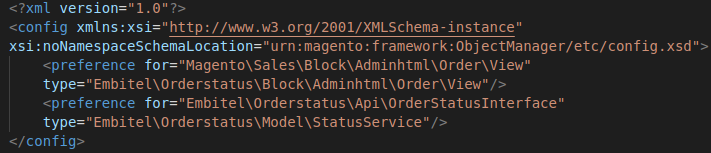 <?xml version="1.0"?>
<config xmlns:xsi="http://www.w3.org/2001/XMLSchema-instance"
xsi:noNamespaceSchemaLocation="urn:magento:framework:ObjectManager/etc/config.xsd">
    <preference for="Magento\Sales\Block\Adminhtml\Order\View"
    type="Embitel\Orderstatus\Block\Adminhtml\Order\View"/>
    <preference for="Embitel\Orderstatus\Api\OrderStatusInterface"
    type="Embitel\Orderstatus\Model\StatusService"/>
</config>